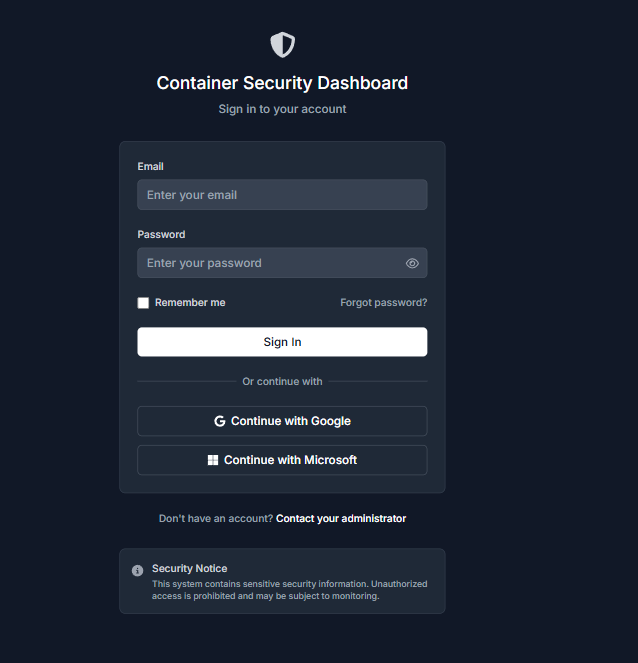 Container Security Dashboard
Sign in to your account
Email
Enter your email
Password
Enter your password
Remember me Forgot password?
Sign In
Or continue with
Continue with Google
Continue with Microsoft
Don't have an account? Contact your administrator
Security Notice
This system contains sensitive security information. Unauthorized
access is prohibited and may be subject to monitoring.